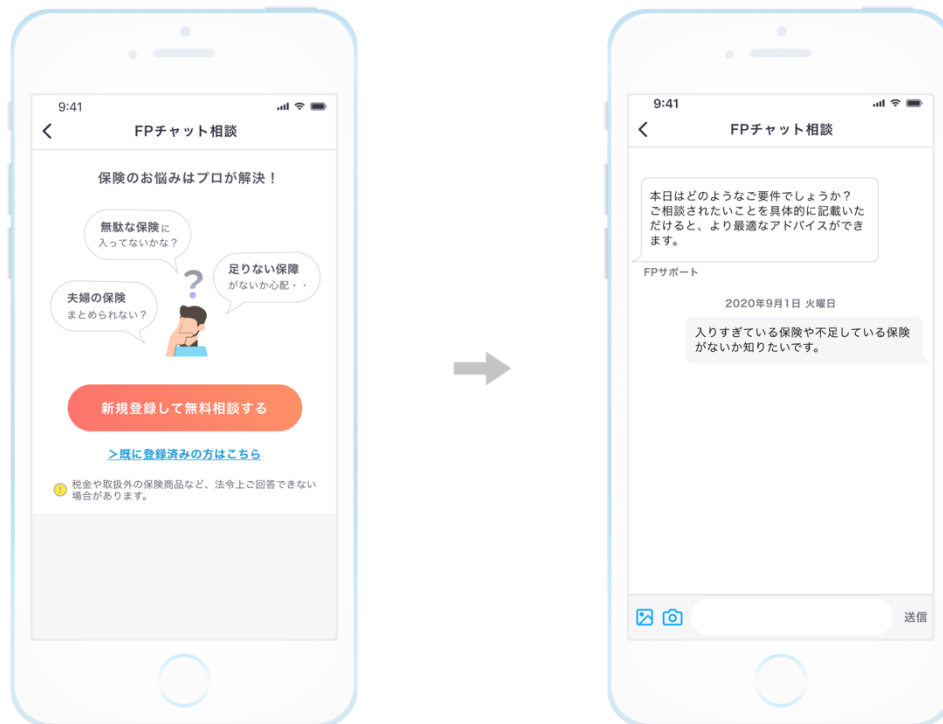 9:41
FPチャット相談
保険のお悩みはプロが解決！
無駄な保険に
入ってないかな？
足りない保障
がないか心配・・
夫婦の保険
まとめられない？
?
新規登録して無料相談する
＞既に登録済みの方はこちら
! 税金や取扱外の保険商品など、法令上ご回答できない
場合があります。
9:41
FPチャット相談
本日はどのようなご要件でしょうか？
ご相談されたいことを具体的に記載いた
だけると、より最適なアドバイスができ
ます。
FPサポート
2020年9月1日 火曜日
入りすぎている保険や不足している保険
がないか知りたいです。
送信